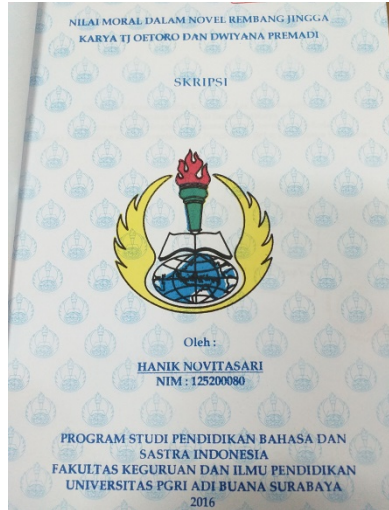 NILAI MORAL DALAM NOVEL REMBANG JINGGA
KARYA TJ OETORO DAN DWIYANA PREMADI
SKRIPSI
Oleh :
HANIK NOVITASARI
NIM : 125200080
PROGRAM STUDI PENDIDIKAN BAHASA DAN
SASTRA INDONESIA
FAKULTAS KEGURUAN DAN ILMU PENDIDIKAN
UNIVERSITAS PGRI ADI BUANA SURABAYA
2016